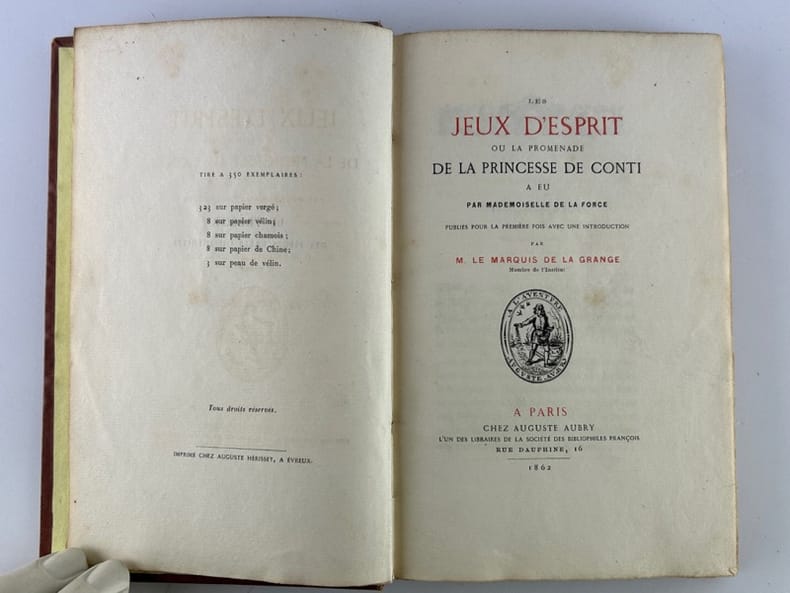 TIRÉ A 350 EXEMPLAIRES :
323 sur papier vergé ;
8 sur papier vélin ;
8 sur papier chamois ;
8 sur papier de Chine ;
3 sur peau de vélin.
Tous droits réservés.
IMPRIMÉ CHEZ AUGUSTE HÉRISSEY, A ÉVREUX.
LES
JEUX D'ESPRIT
OU LA PROMENADE
DE LA PRINCESSE DE CONTI
A EU
PAR MADEMOISELLE DE LA FORCE
PUBLIÉS POUR LA PREMIÈRE FOIS AVEC UNE INTRODUCTION
PAR
M. LE MARQUIS DE LA GRANGE
Membre de l'Institut
A L'AVENTVRE
AVGVSTE AVBRY
A PARIS
CHEZ AUGUSTE AUBRY
L'UN DES LIBRAIRES DE LA SOCIÉTÉ DES BIBLIOPHILES FRANÇOIS
RUE DAUPHINE, 16
1862